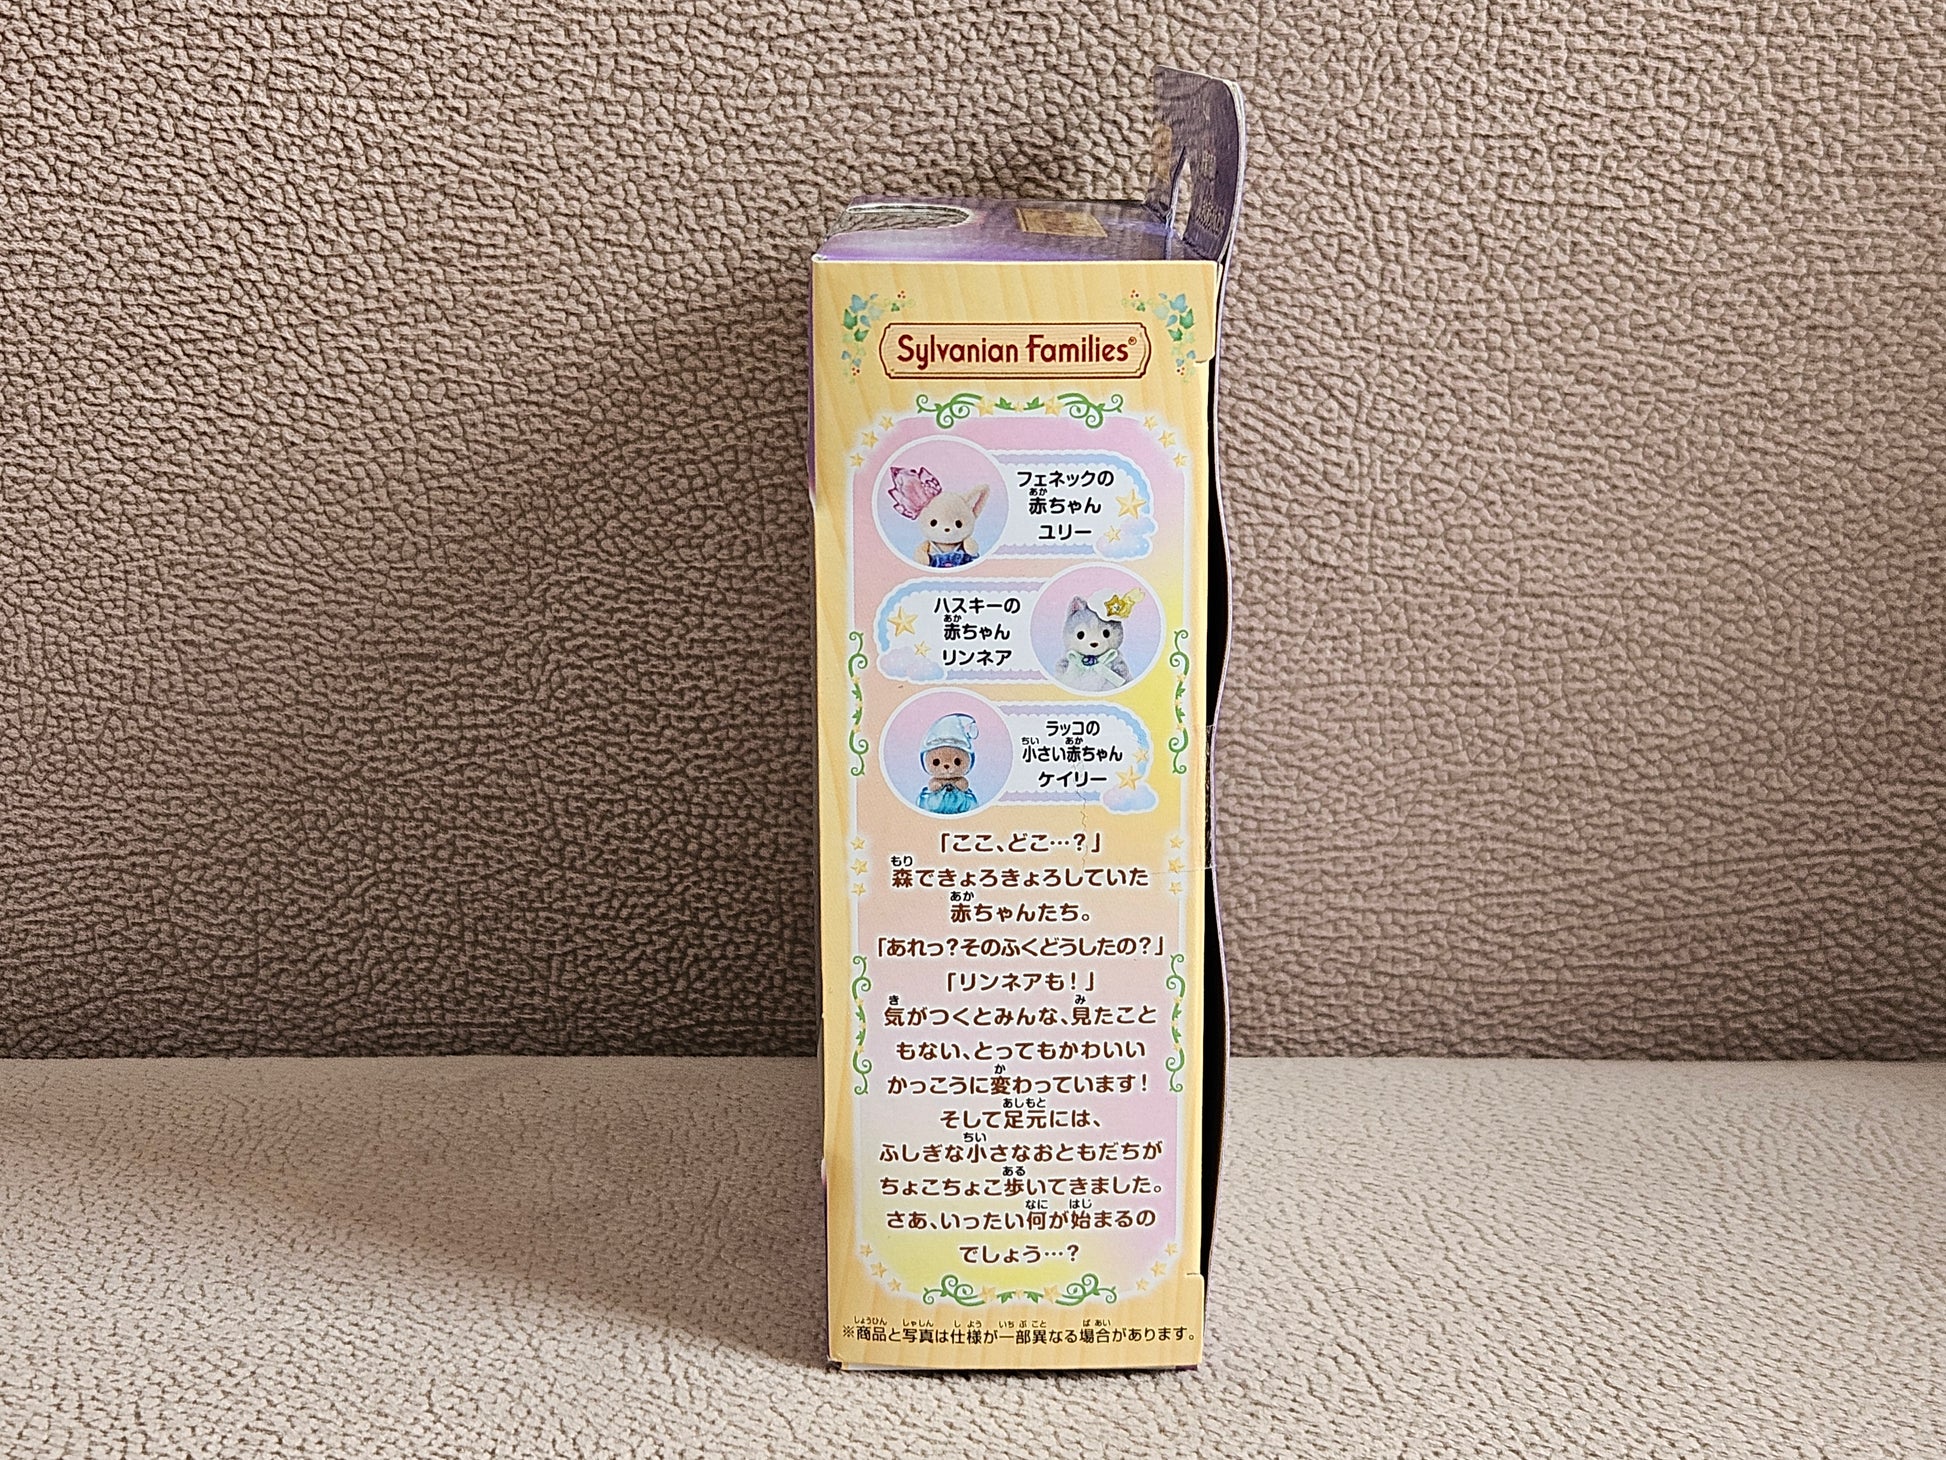 Sylvanian Families®
フェネックの
赤ちゃん
ユリー
ハスキーの
赤ちゃん
リンネア
ラッコの
小さい赤ちゃん
ケイリー
「ここ、どこ…?」
森できょろきょろしていた
赤ちゃんたち。
「あれっ?そのふくどうしたの?」
「リンネアも!」
気がつくとみんな、見たこと
もない、とってもかわいい
かっこうに変わっています!
そして足元には、
ふしぎな小さなおともだちが
ちょこちょこ歩いてきました。
さあ、いったい何が始まるの
でしょう…?
※商品と写真は仕様が一部異なる場合があります。